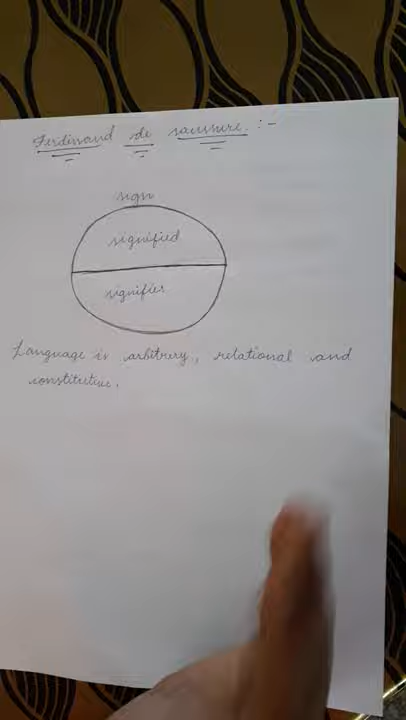 Ferdinand de saussure :-
sign
signified
signifier
Language is arbitrary, relational and
constitutive.